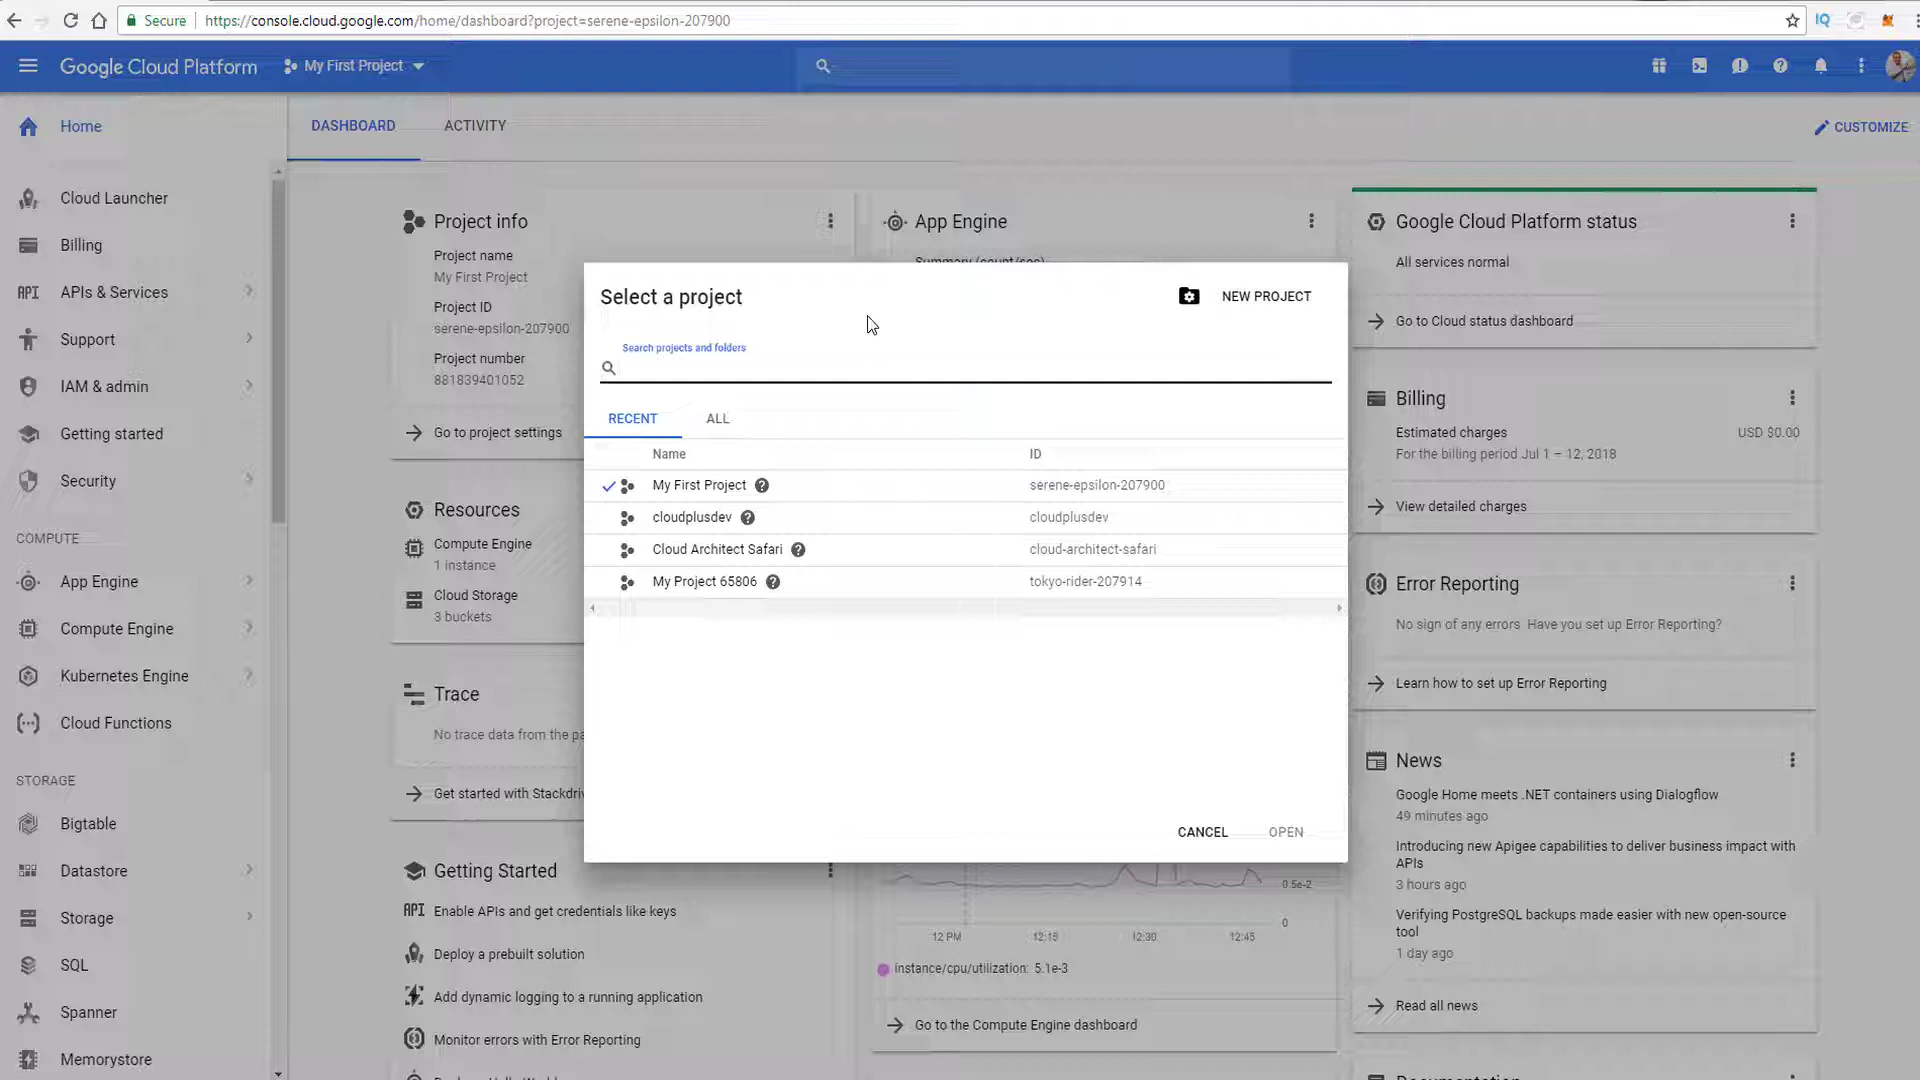 Secure https://console.cloud.google.com/home/dashboard?project=serene-epsilon-207900
IQ
Google Cloud Platform My First Project
Home
DASHBOARD ACTIVITY
CUSTOMIZE
Cloud Launcher
Billing
API APIs & Services
Support
IAM & admin
Getting started
Security
COMPUTE
App Engine
Compute Engine
Kubernetes Engine
Cloud Functions
STORAGE
Bigtable
Datastore
Storage
SQL
Spanner
Memorystore
Project info
Project name
My First Project
Project ID
serene-epsilon-207900
Project number
881839401052
Go to project settings
Resources
Compute Engine
1 instance
Cloud Storage
3 buckets
Trace
No trace data from the pa
Get started with Stackdriv
Getting Started
API Enable APIs and get credentials like keys
Deploy a prebuilt solution
Add dynamic logging to a running application
Monitor errors with Error Reporting
App Engine
Summary (count/sec)
Select a project
NEW PROJECT
Search projects and folders
RECENT ALL
Name ID
My First Project serene-epsilon-207900
cloudplusdev cloudplusdev
Cloud Architect Safari cloud-architect-safari
My Project 65806 tokyo-rider-207914
CANCEL OPEN
0.5e-2
0
12 PM 12:15 12:30 12:45
instance/cpu/utilization: 5.1e-3
Go to the Compute Engine dashboard
Google Cloud Platform status
All services normal
Go to Cloud status dashboard
Billing
Estimated charges USD $0.00
For the billing period Jul 1 – 12, 2018
View detailed charges
Error Reporting
No sign of any errors Have you set up Error Reporting?
Learn how to set up Error Reporting
News
Google Home meets .NET containers using Dialogflow
49 minutes ago
Introducing new Apigee capabilities to deliver business impact with
APIs
3 hours ago
Verifying PostgreSQL backups made easier with new open-source
tool
1 day ago
Read all news